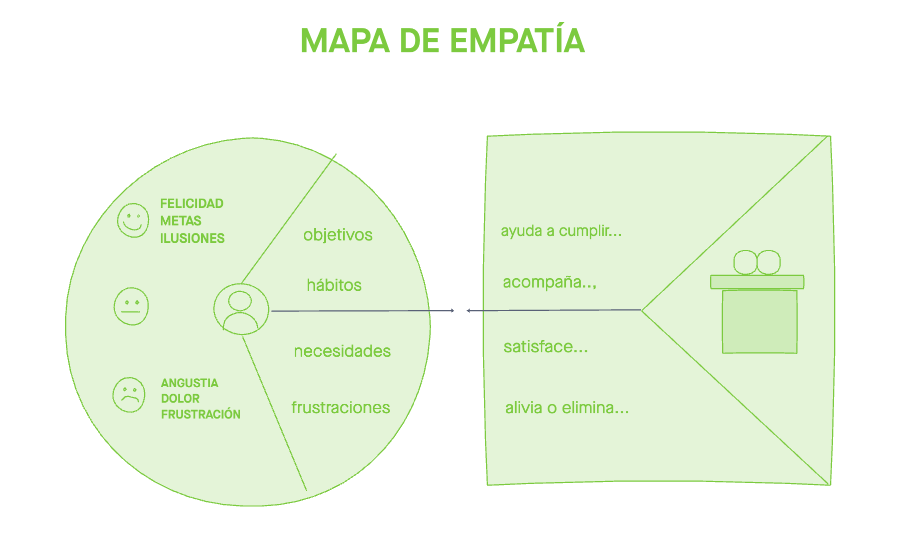 MAPA DE EMPATÍA
FELICIDAD
METAS
ILUSIONES
objetivos
hábitos
necesidades
frustraciones
ANGUSTIA
DOLOR
FRUSTRACIÓN
ayuda a cumplir...
acompaña..,
satisface...
alivia o elimina...